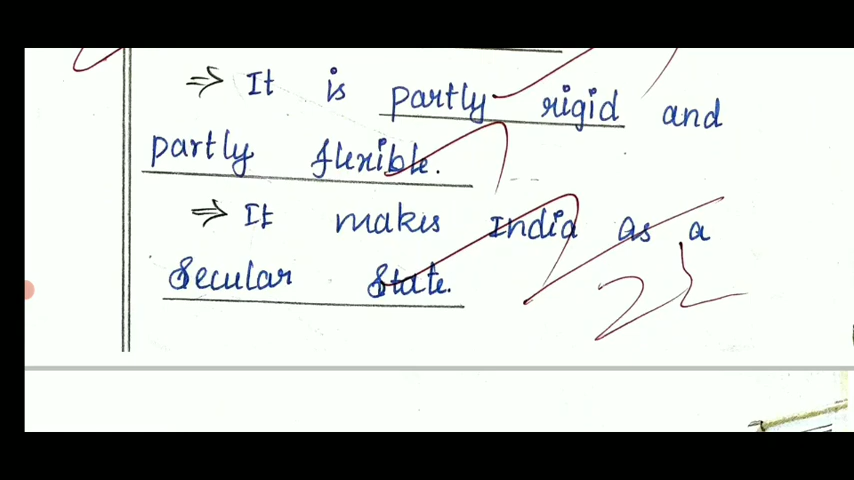 ⇒ It is partly rigid and
partly flexible.
⇒ It makes India as a
Secular State.